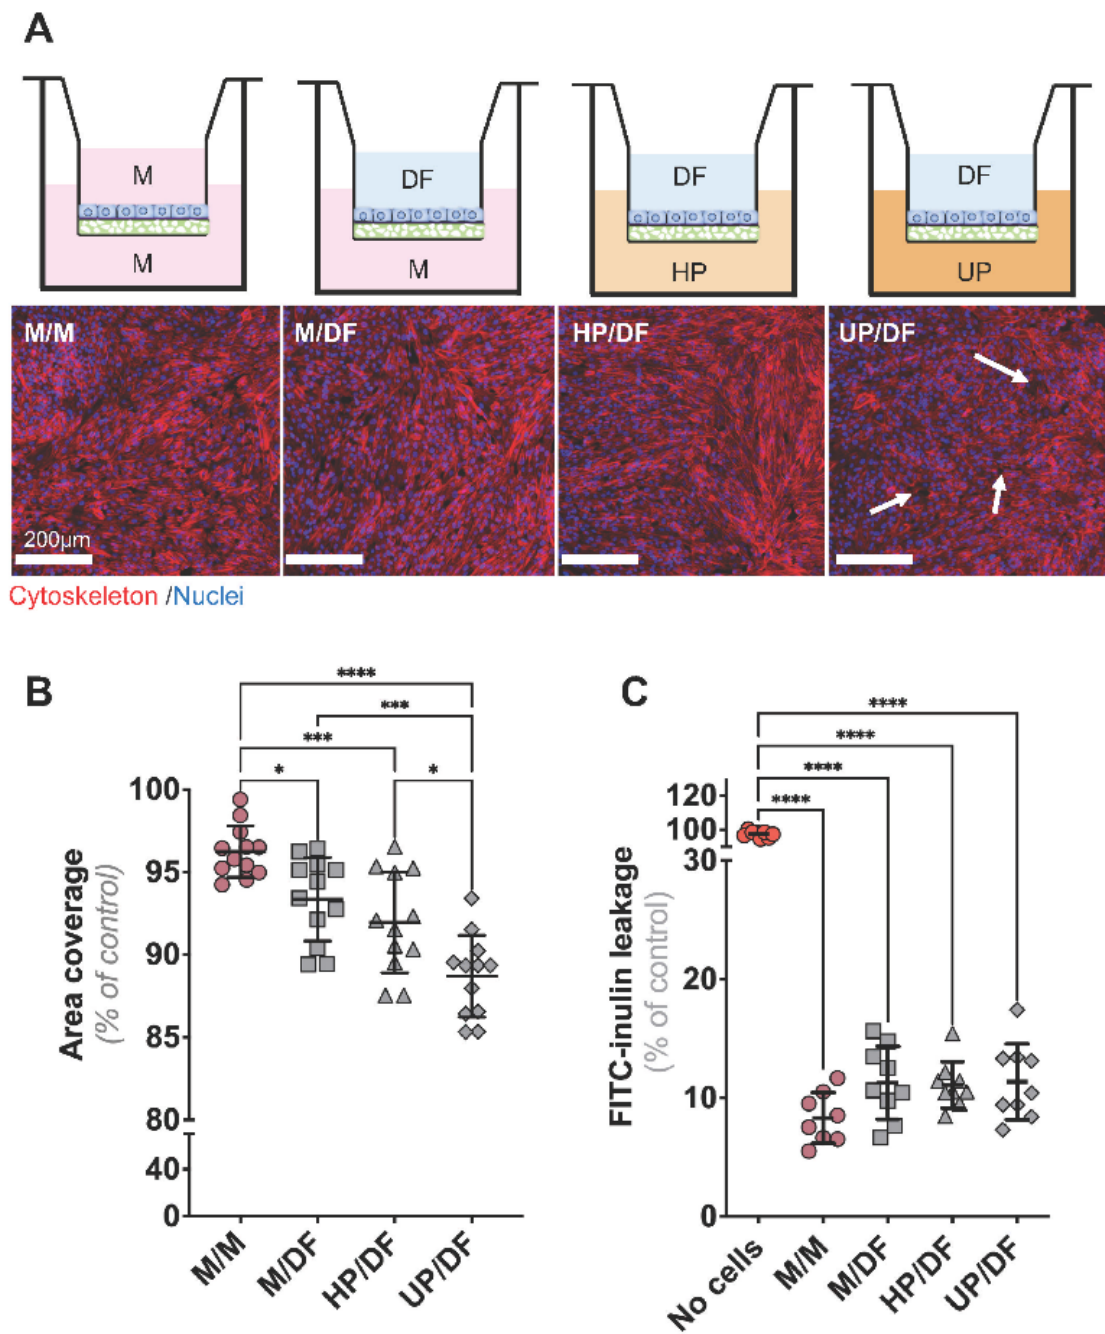 A
M
DF
DF
DF
M
M
HP
UP
M/M
M/DF
HP/DF
UP/DF
200µm
Cytoskeleton /Nuclei
B
****
***
***
*
*
Area coverage
(% of control)
100
95
90
85
80
40
0
M/M
M/DF
HP/DF
UP/DF
C
****
****
****
****
FITC-inulin leakage
(% of control)
120
100
30
20
10
0
No cells
M/M
M/DF
HP/DF
UP/DF